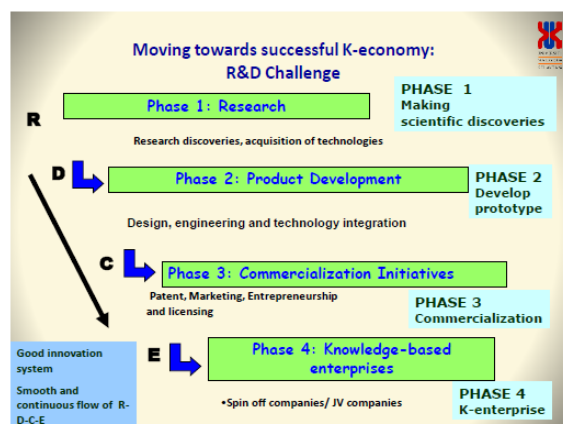 Moving towards successful K-economy:
R&D Challenge
PHASE 1
Making
scientific discoveries
Phase 1: Research
R
Research discoveries, acquisition of technologies
D
Phase 2: Product Development
PHASE 2
Develop
prototype
Design, engineering and technology integration
C
Phase 3: Commercialization Initiatives
Patent, Marketing, Entrepreneurship
and licensing
PHASE 3
Commercialization
Good innovation
system
Smooth and
continuous flow of R-
D-C-E
E
Phase 4: Knowledge-based
enterprises
•Spin off companies/ JV companies
PHASE 4
K-enterprise